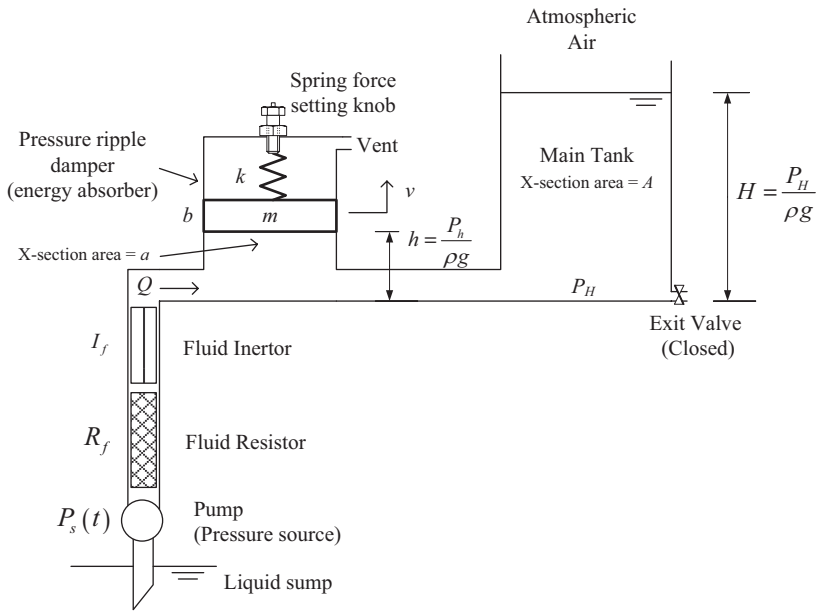 Atmospheric
Air
Spring force
setting knob
Pressure ripple
damper
(energy absorber)
Vent
k
v
Main Tank
X-section area = A
H = P_H / ρg
b
m
h = P_h / ρg
X-section area = a
Q
P_H
Exit Valve
(Closed)
I_f
Fluid Inertor
R_f
Fluid Resistor
P_s(t)
Pump
(Pressure source)
Liquid sump